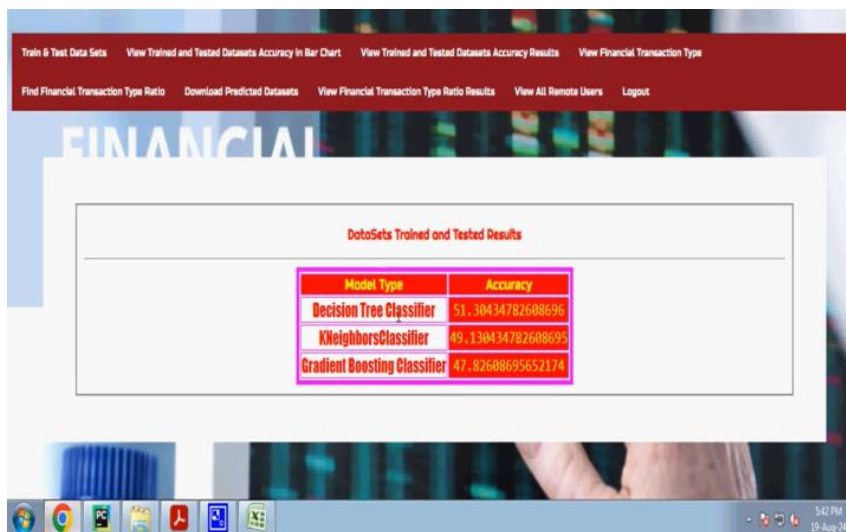 Train & Test Data Sets View Trained and Tested Datasets Accuracy in Bar Chart View Trained and Tested Datasets Accuracy Results View Financial Transaction Type
Find Financial Transaction Type Ratio Download Predicted Datasets View Financial Transaction Type Ratio Results View All Remote Users Logout
FINANCIAL
DataSets Trained and Tested Results
Model Type Accuracy
Decision Tree Classifier 51.30434782608696
KNeighborsClassifier 49.130434782608695
Gradient Boosting Classifier 47.82608695652174
PC
5:42 PM
19-Aug-24